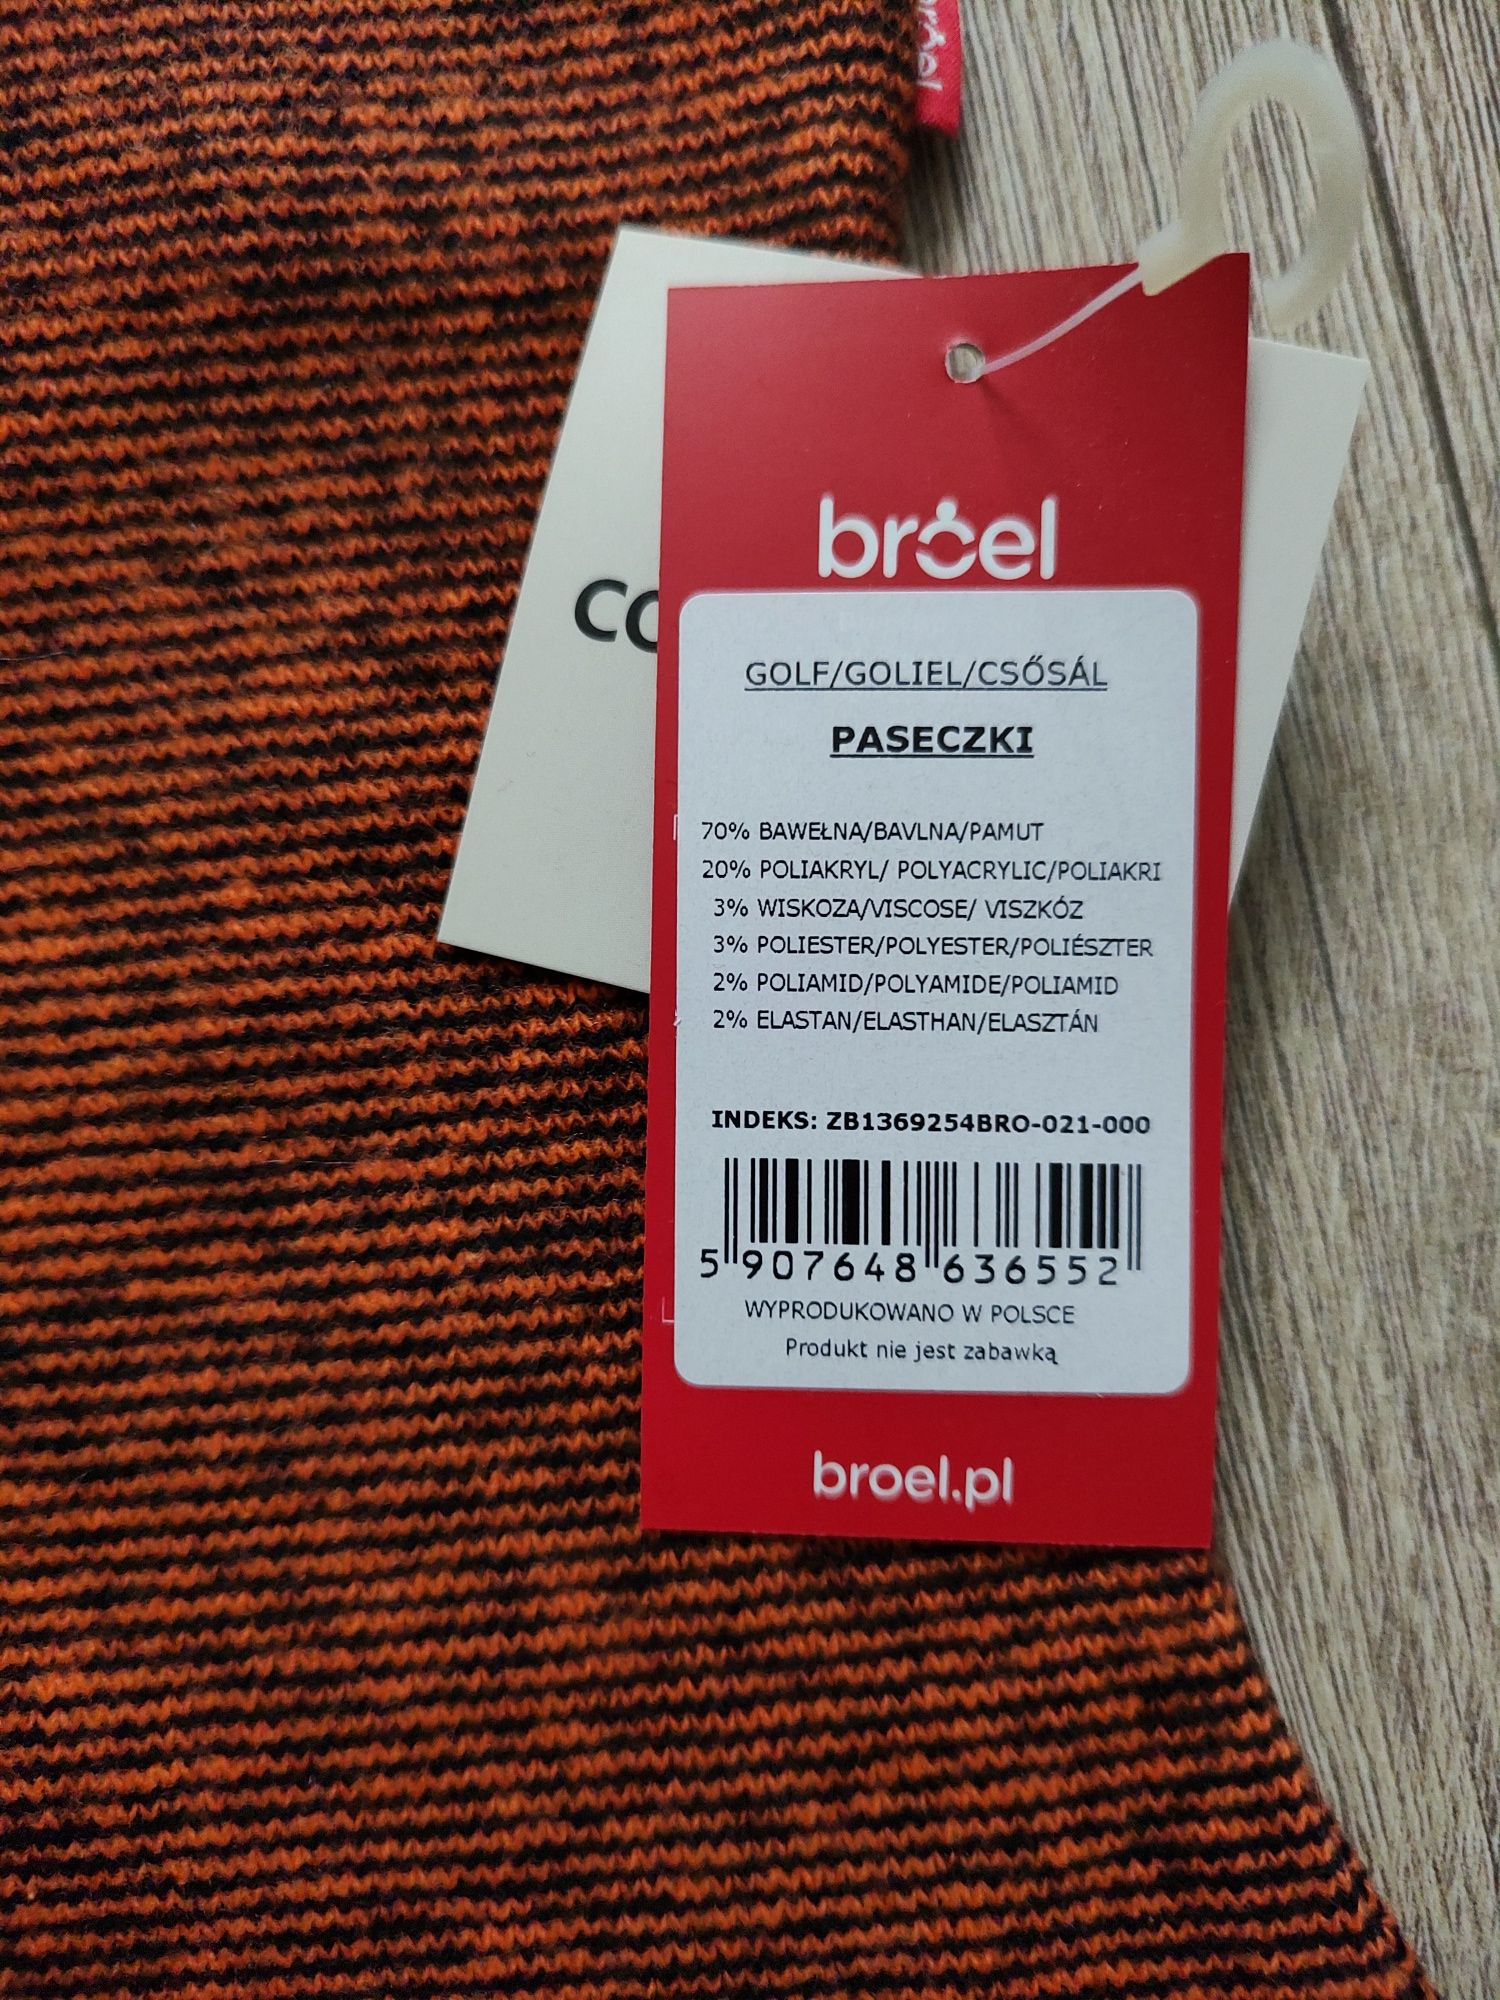 bröel
broel
GOLF/GOLIEL/CSŐSÁL
PASECZKI
70% BAWEŁNA/BAVLNA/PAMUT
20% POLIAKRYL/ POLYACRYLIC/POLIAKRI
3% WISKOZA/VISCOSE/ VISZKÓZ
3% POLIESTER/POLYESTER/POLIÉSZTER
2% POLIAMID/POLYAMIDE/POLIAMID
2% ELASTAN/ELASTHAN/ELASZTÁN
INDEKS: ZB1369254BRO-021-000
5 907648 636552
WYPRODUKOWANO W POLSCE
Produkt nie jest zabawką
broel.pl